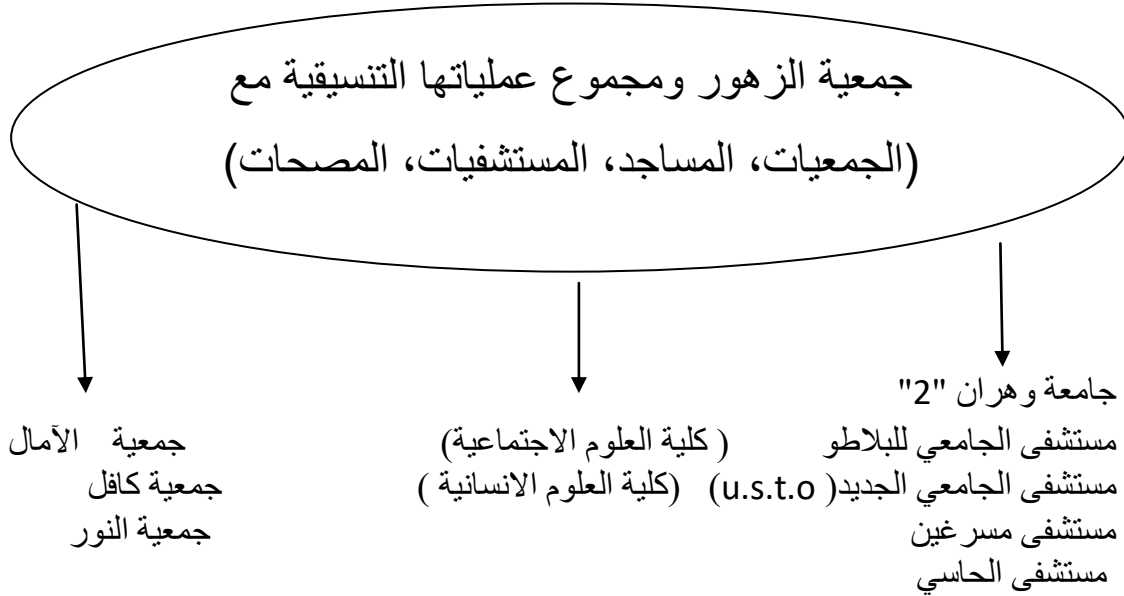 جمعية الزهور ومجموع عملياتها التنسيقية مع
(الجمعيات، المساجد، المستشفيات، المصحات)
جامعة وهران "2"
مستشفى الجامعي للبلاطو ( كلية العلوم الاجتماعية) جمعية الآمال
مستشفى الجامعي الجديد( u.s.t.o) (كلية العلوم الانسانية ) جمعية كافل
مستشفى مسرغين جمعية النور
مستشفى الحاسي